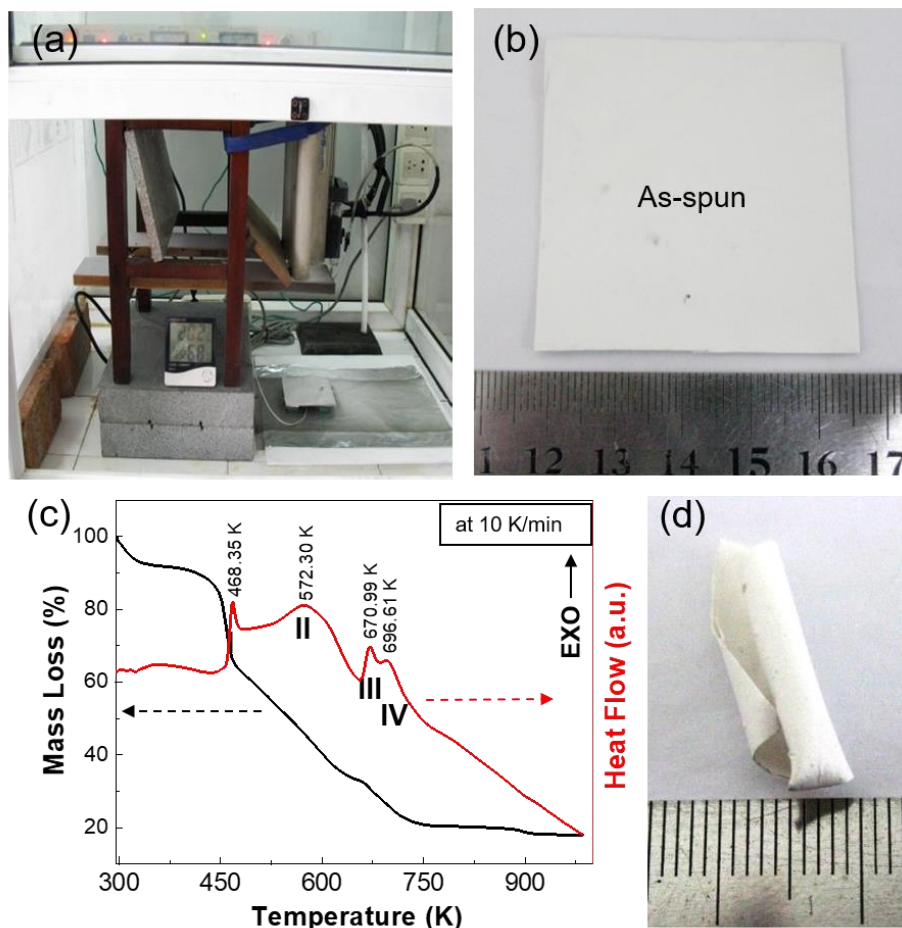 (a)
(b)
As-spun
1 12 13 14 15 16 17
(c)
at 10 K/min
100
80
60
40
20
Mass Loss (%)
468.35 K
572.30 K
670.99 K
696.61 K
II
III
IV
EXO
Heat Flow (a.u.)
300 450 600 750 900
Temperature (K)
(d)